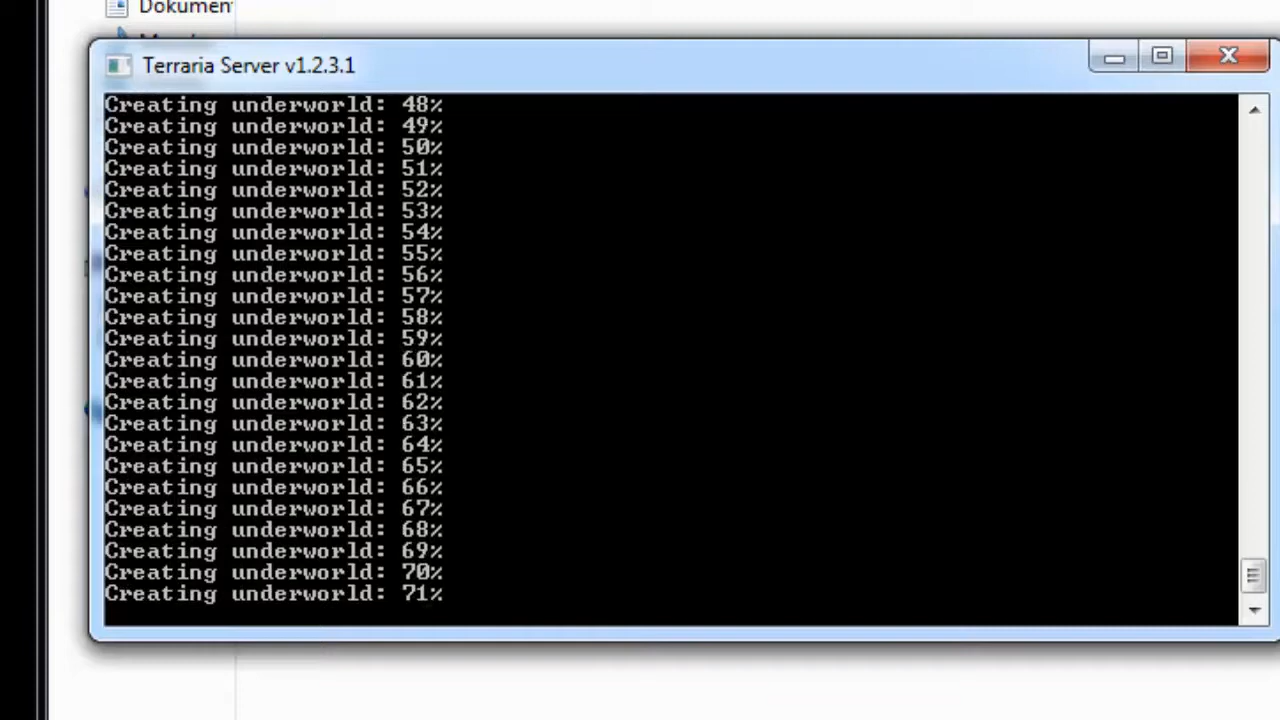 Dokument
Terraria Server v1.2.3.1
Creating underworld: 48%
Creating underworld: 49%
Creating underworld: 50%
Creating underworld: 51%
Creating underworld: 52%
Creating underworld: 53%
Creating underworld: 54%
Creating underworld: 55%
Creating underworld: 56%
Creating underworld: 57%
Creating underworld: 58%
Creating underworld: 59%
Creating underworld: 60%
Creating underworld: 61%
Creating underworld: 62%
Creating underworld: 63%
Creating underworld: 64%
Creating underworld: 65%
Creating underworld: 66%
Creating underworld: 67%
Creating underworld: 68%
Creating underworld: 69%
Creating underworld: 70%
Creating underworld: 71%